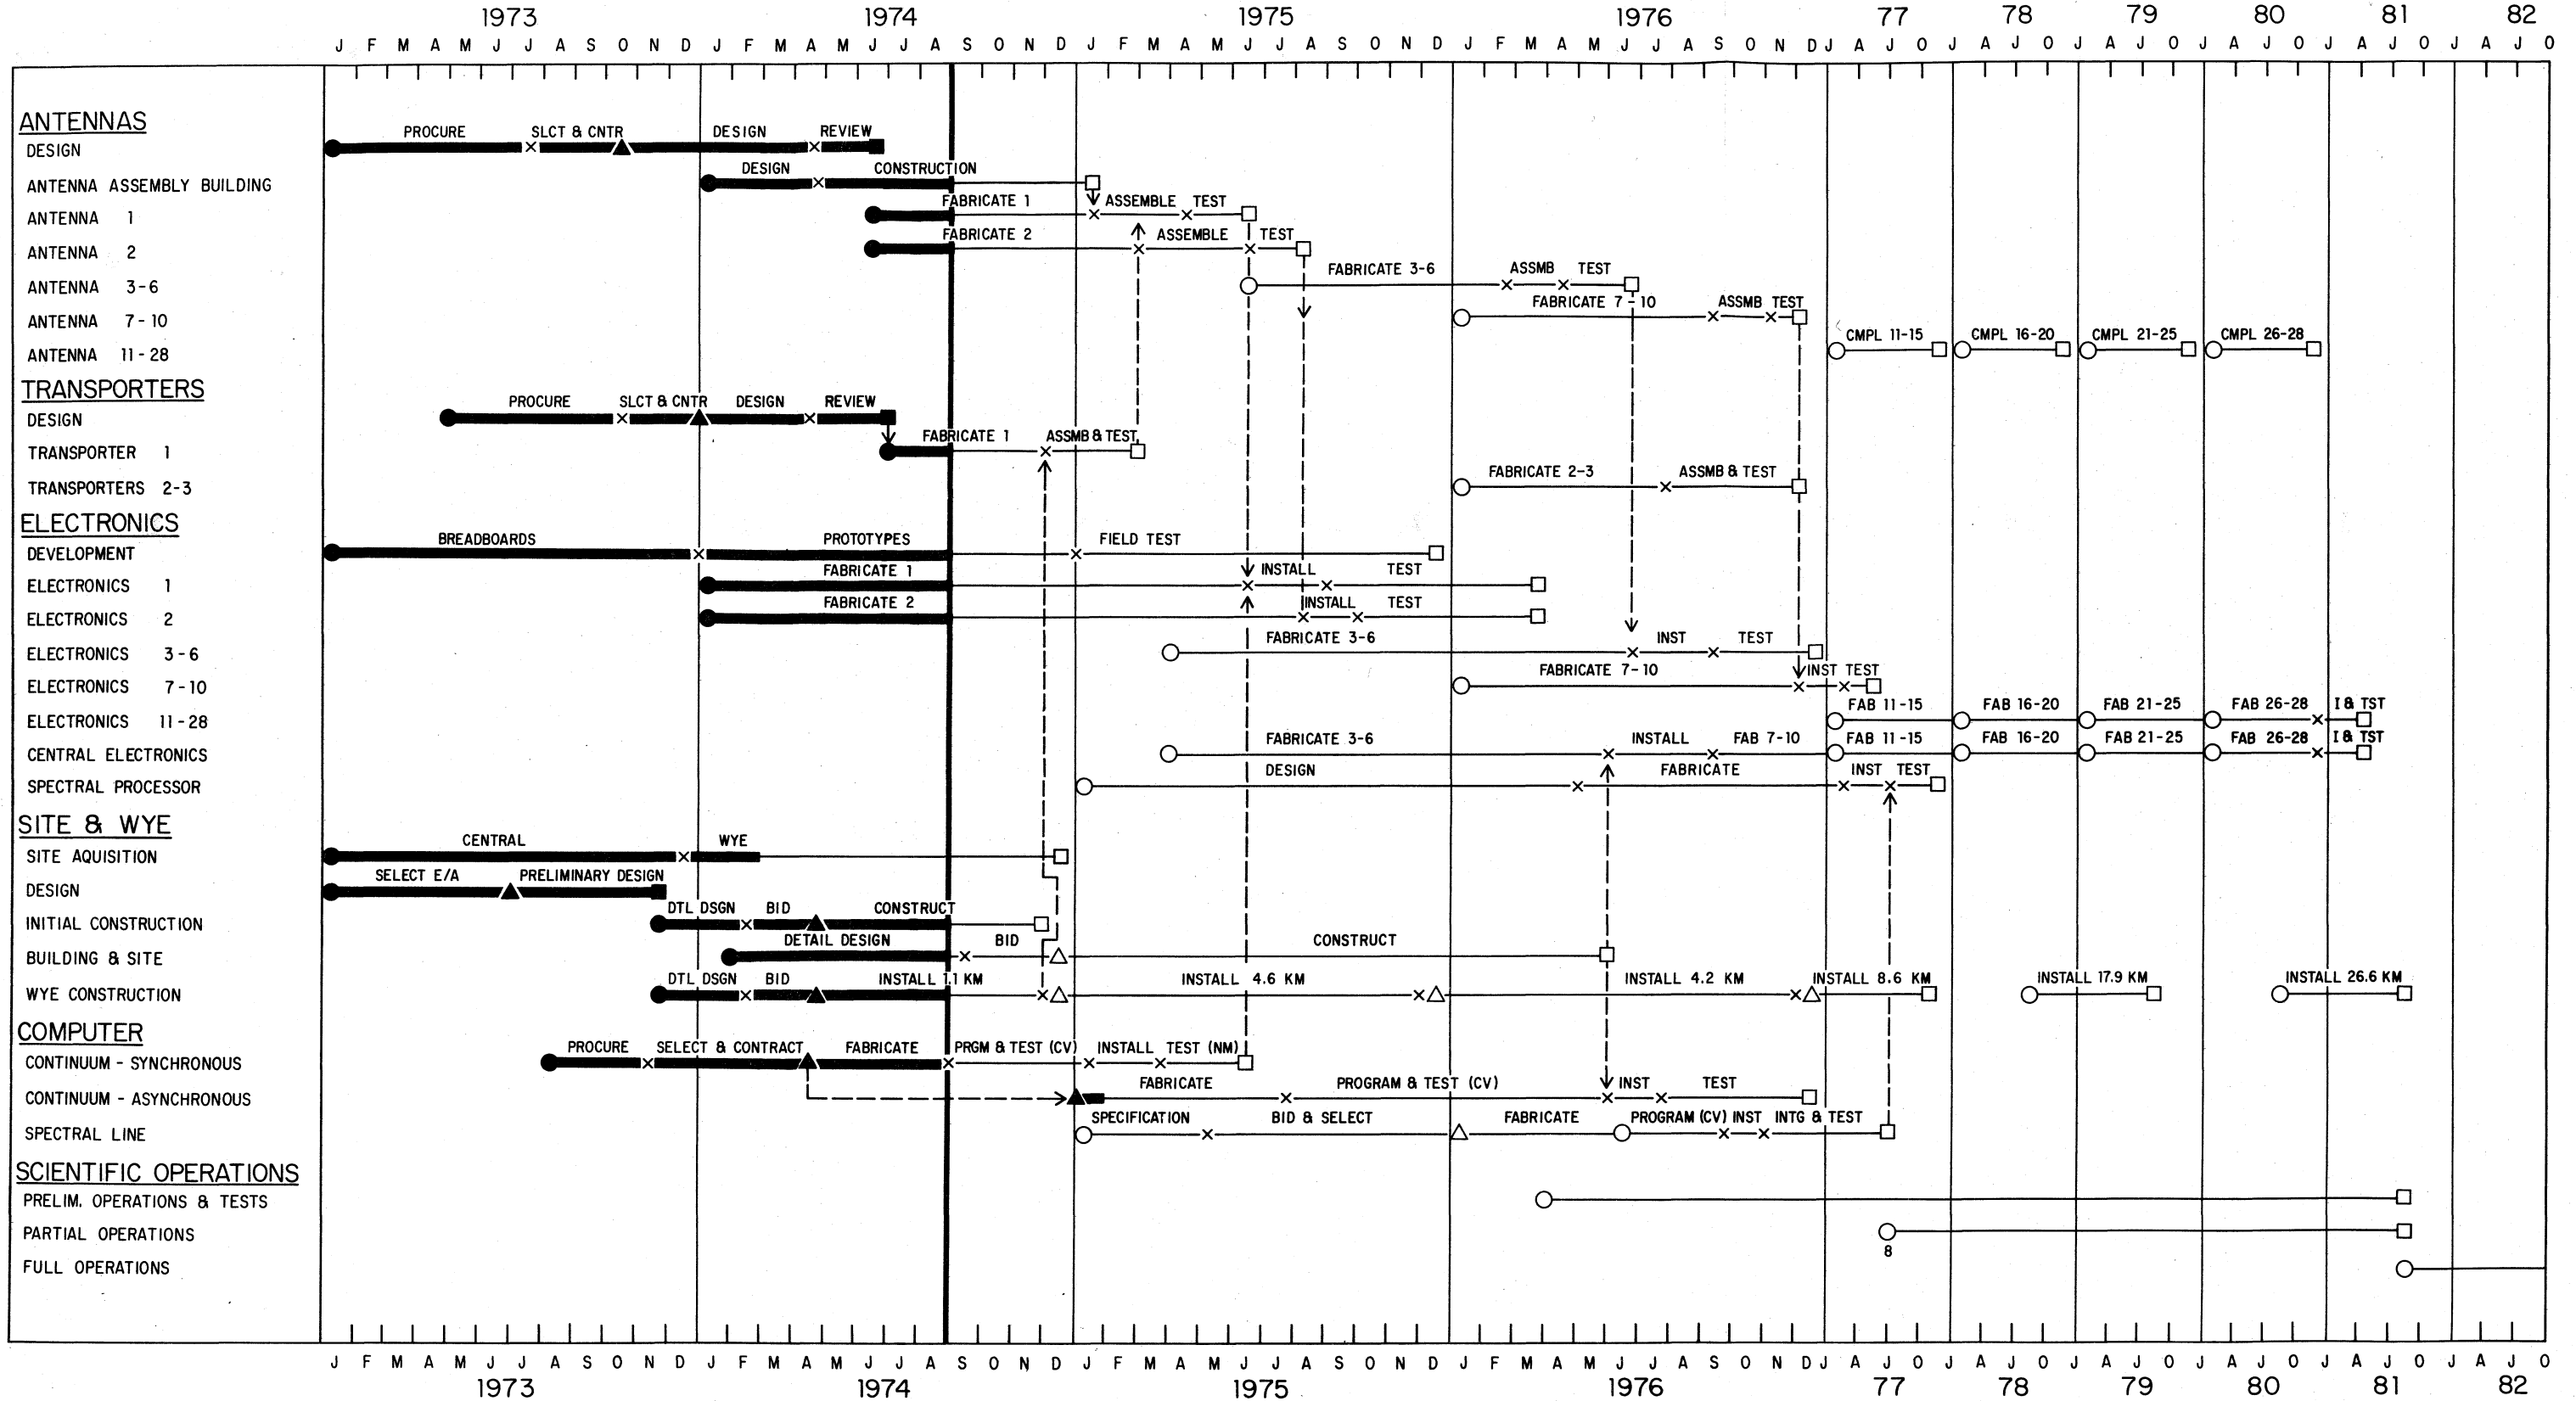 1973 1974 1975 1976 77 78 79 80 81 82
J F M A M J J A S O N D J F M A M J J A S O N D J F M A M J J A S O N D J F M A M J J A S O N D J A J O J A J O J A J O J A J O J A J O J A J O
ANTENNAS
PROCURE SLCT & CNTR DESIGN REVIEW
DESIGN
DESIGN CONSTRUCTION
ANTENNA ASSEMBLY BUILDING
FABRICATE 1 ASSEMBLE TEST
ANTENNA 1
FABRICATE 2 ASSEMBLE TEST
ANTENNA 2
FABRICATE 3-6 ASSMB TEST
ANTENNA 3-6
FABRICATE 7-10 ASSMB TEST
ANTENNA 7-10
CMPL 11-15 CMPL 16-20 CMPL 21-25 CMPL 26-28
ANTENNA 11-28
TRANSPORTERS
PROCURE SLCT & CNTR DESIGN REVIEW
DESIGN
FABRICATE 1 ASSMB & TEST
TRANSPORTER 1
FABRICATE 2-3 ASSMB & TEST
TRANSPORTERS 2-3
ELECTRONICS
BREADBOARDS PROTOTYPES FIELD TEST
DEVELOPMENT
FABRICATE 1 INSTALL TEST
ELECTRONICS 1
FABRICATE 2 INSTALL TEST
ELECTRONICS 2
FABRICATE 3-6 INST TEST
ELECTRONICS 3-6
FABRICATE 7-10 INST TEST
ELECTRONICS 7-10
FAB 11-15 FAB 16-20 FAB 21-25 FAB 26-28 I & TST
ELECTRONICS 11-28
FABRICATE 3-6 INSTALL FAB 7-10 FAB 11-15 FAB 16-20 FAB 21-25 FAB 26-28 I & TST
CENTRAL ELECTRONICS
DESIGN FABRICATE INST TEST
SPECTRAL PROCESSOR
SITE & WYE
CENTRAL WYE
SITE AQUISITION
SELECT E/A PRELIMINARY DESIGN
DESIGN
DTL DSGN BID CONSTRUCT
INITIAL CONSTRUCTION
DETAIL DESIGN BID CONSTRUCT
BUILDING & SITE
DTL DSGN BID INSTALL 1.1 KM INSTALL 4.6 KM INSTALL 4.2 KM INSTALL 8.6 KM INSTALL 17.9 KM INSTALL 26.6 KM
WYE CONSTRUCTION
COMPUTER
PROCURE SELECT & CONTRACT FABRICATE PRGM & TEST (CV) INSTALL TEST (NM)
CONTINUUM - SYNCHRONOUS
FABRICATE PROGRAM & TEST (CV) INST TEST
CONTINUUM - ASYNCHRONOUS
SPECIFICATION BID & SELECT FABRICATE PROGRAM (CV) INST INTG & TEST
SPECTRAL LINE
SCIENTIFIC OPERATIONS
PRELIM. OPERATIONS & TESTS
PARTIAL OPERATIONS
8
FULL OPERATIONS
J F M A M J J A S O N D J F M A M J J A S O N D J F M A M J J A S O N D J F M A M J J A S O N D J A J O J A J O J A J O J A J O J A J O J A J O
1973 1974 1975 1976 77 78 79 80 81 82